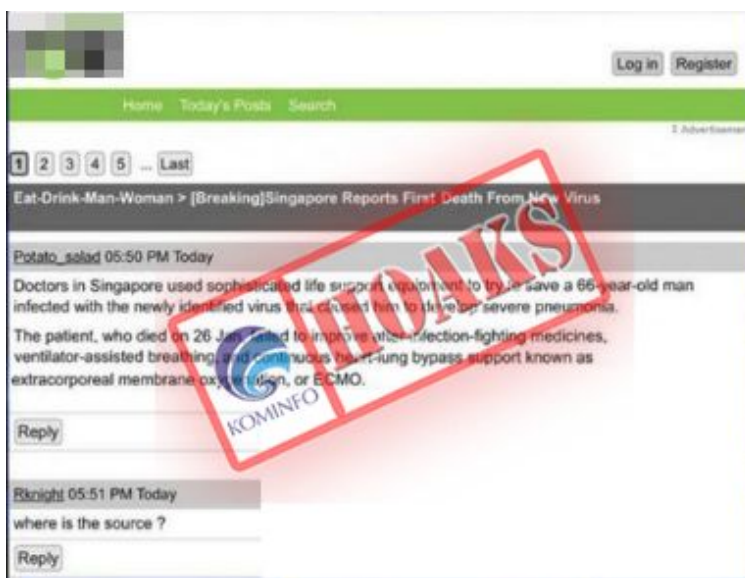 Log in Register
Home Today's Posts Search
Advertisement
1 2 3 4 5 ... Last
Eat-Drink-Man-Woman > [Breaking]Singapore Reports First Death From New Virus
Potato_salad 05:50 PM Today
Doctors in Singapore used sophisticated life support equipment to try to save a 66-year-old man
infected with the newly identified virus that caused him to develop severe pneumonia.
The patient, who died on 26 Jan, failed to improve after infection-fighting medicines,
ventilator-assisted breathing, and continuous heart-lung bypass support known as
extracorporeal membrane oxygenation, or ECMO.
HOAKS
KOMINFO
Reply
Rknight 05:51 PM Today
where is the source ?
Reply